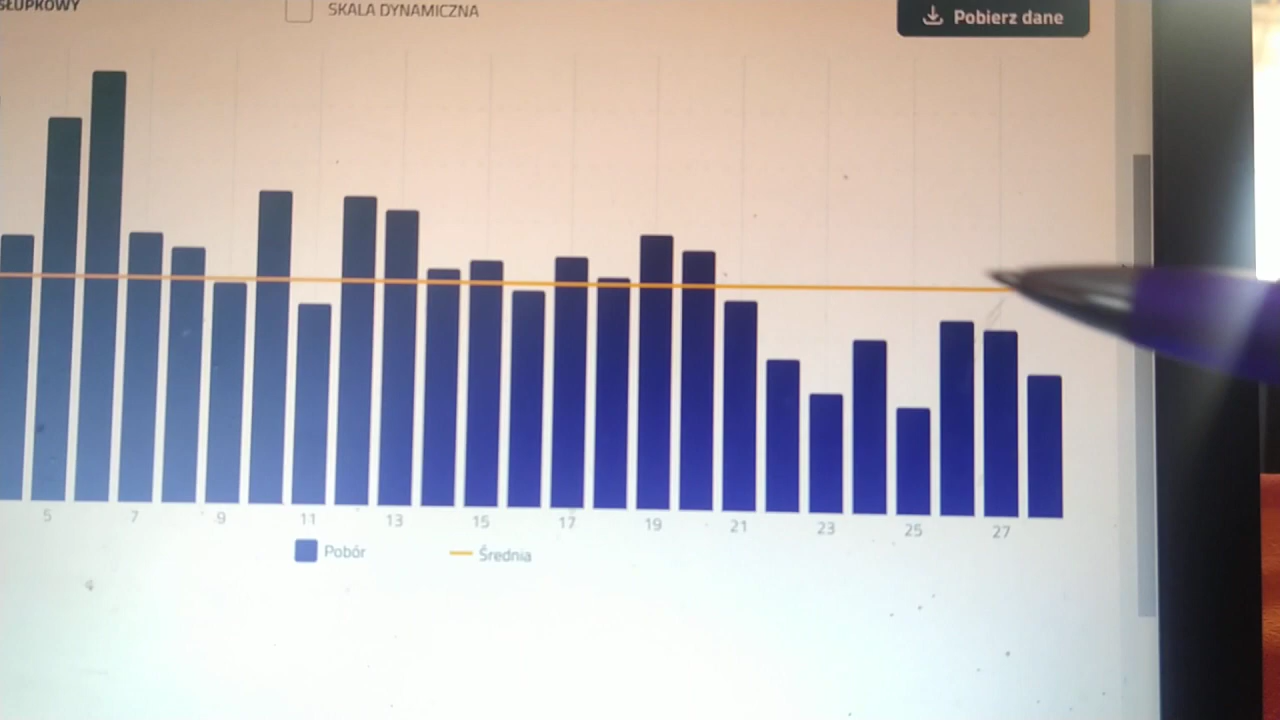 SŁUPKOWY
SKALA DYNAMICZNA
Pobierz dane
5 7 9 11 13 15 17 19 21 23 25 27
Pobór
Średnia